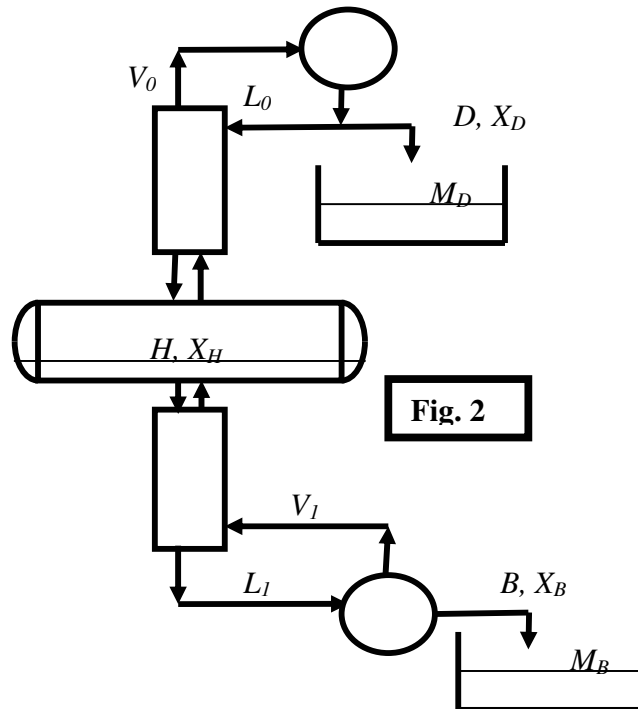 V0
L0
D, XD
MD
H, XH
Fig. 2
V1
L1
B, XB
MB